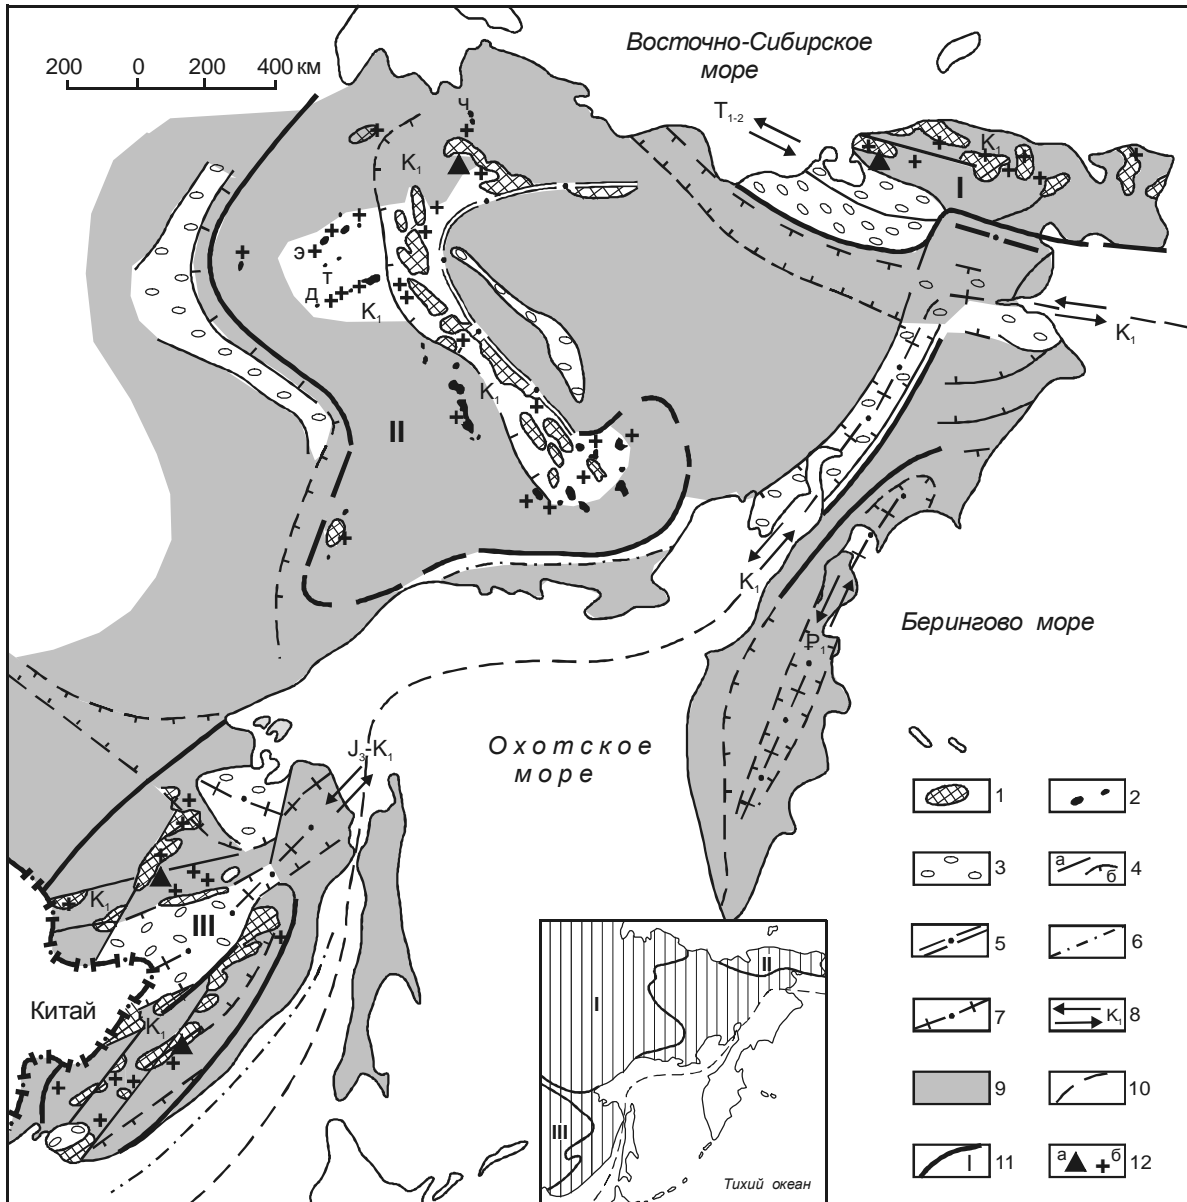 Восточно-Сибирское
море
200 0 200 400 км
T₁₋₂
ч
K₁
K₁
I
э
т
д
K₁
K₁
K₁
II
K₁
Берингово море
P₁
Охотское
море
J₃-K₁
K₁
III
Китай
K₁
1
2
3
а
б
4
5
6
7
K₁
8
9
10
I
11
а
б
12
I
II
III
Тихий океан